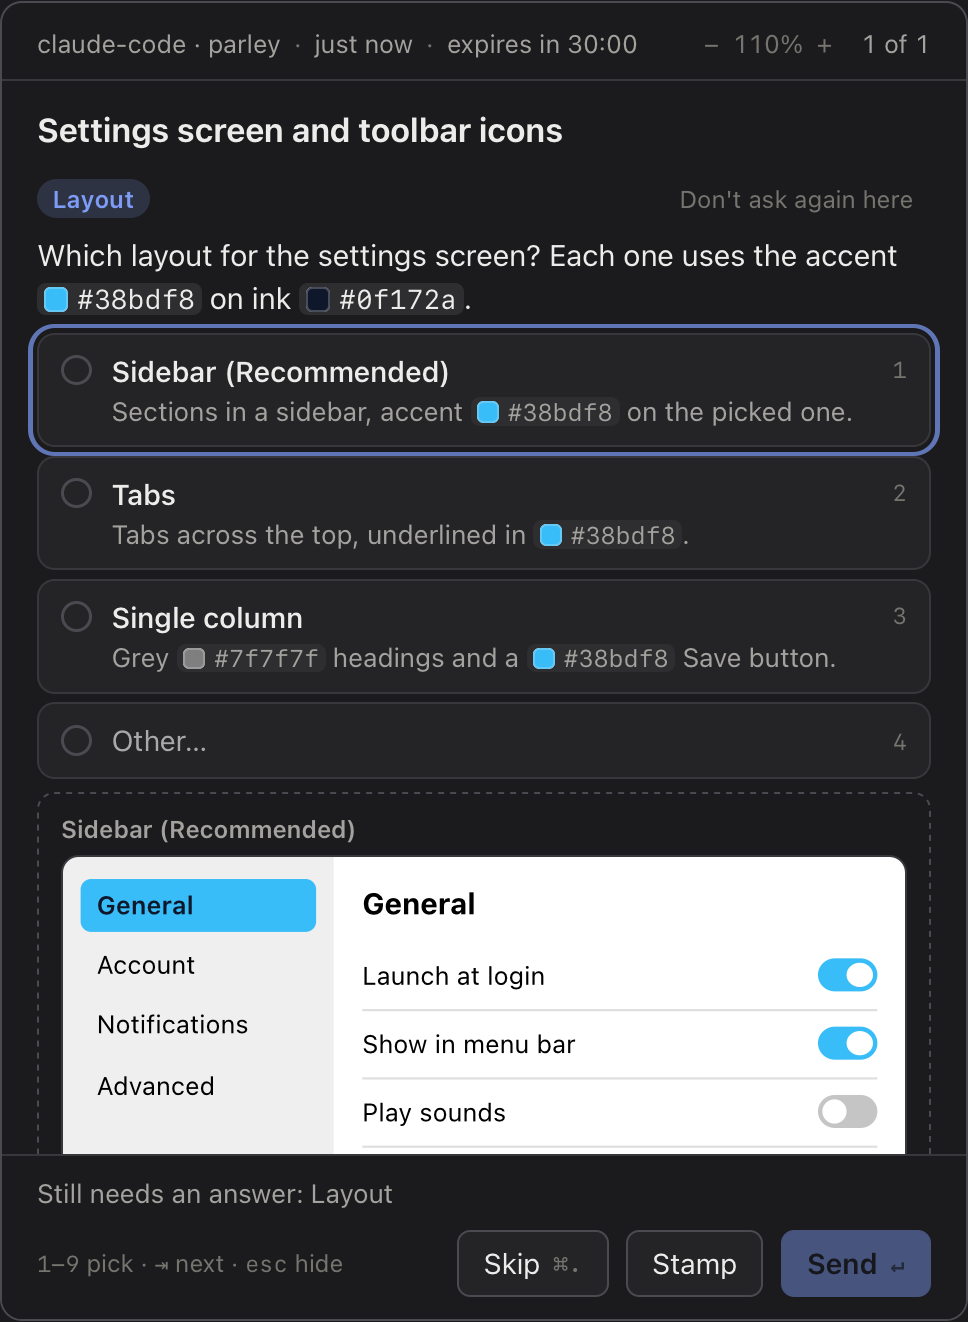 claude-code · parley · just now · expires in 30:00 − 110% + 1 of 1
Settings screen and toolbar icons
Layout Don't ask again here
Which layout for the settings screen? Each one uses the accent
#38bdf8 on ink #0f172a.
Sidebar (Recommended) 1
Sections in a sidebar, accent #38bdf8 on the picked one.
Tabs 2
Tabs across the top, underlined in #38bdf8.
Single column 3
Grey #7f7f7f headings and a #38bdf8 Save button.
Other... 4
Sidebar (Recommended)
General
Account
Notifications
Advanced
General
Launch at login
Show in menu bar
Play sounds
Still needs an answer: Layout
1–9 pick · ⇥ next · esc hide Skip ⌘. Stamp Send ↵